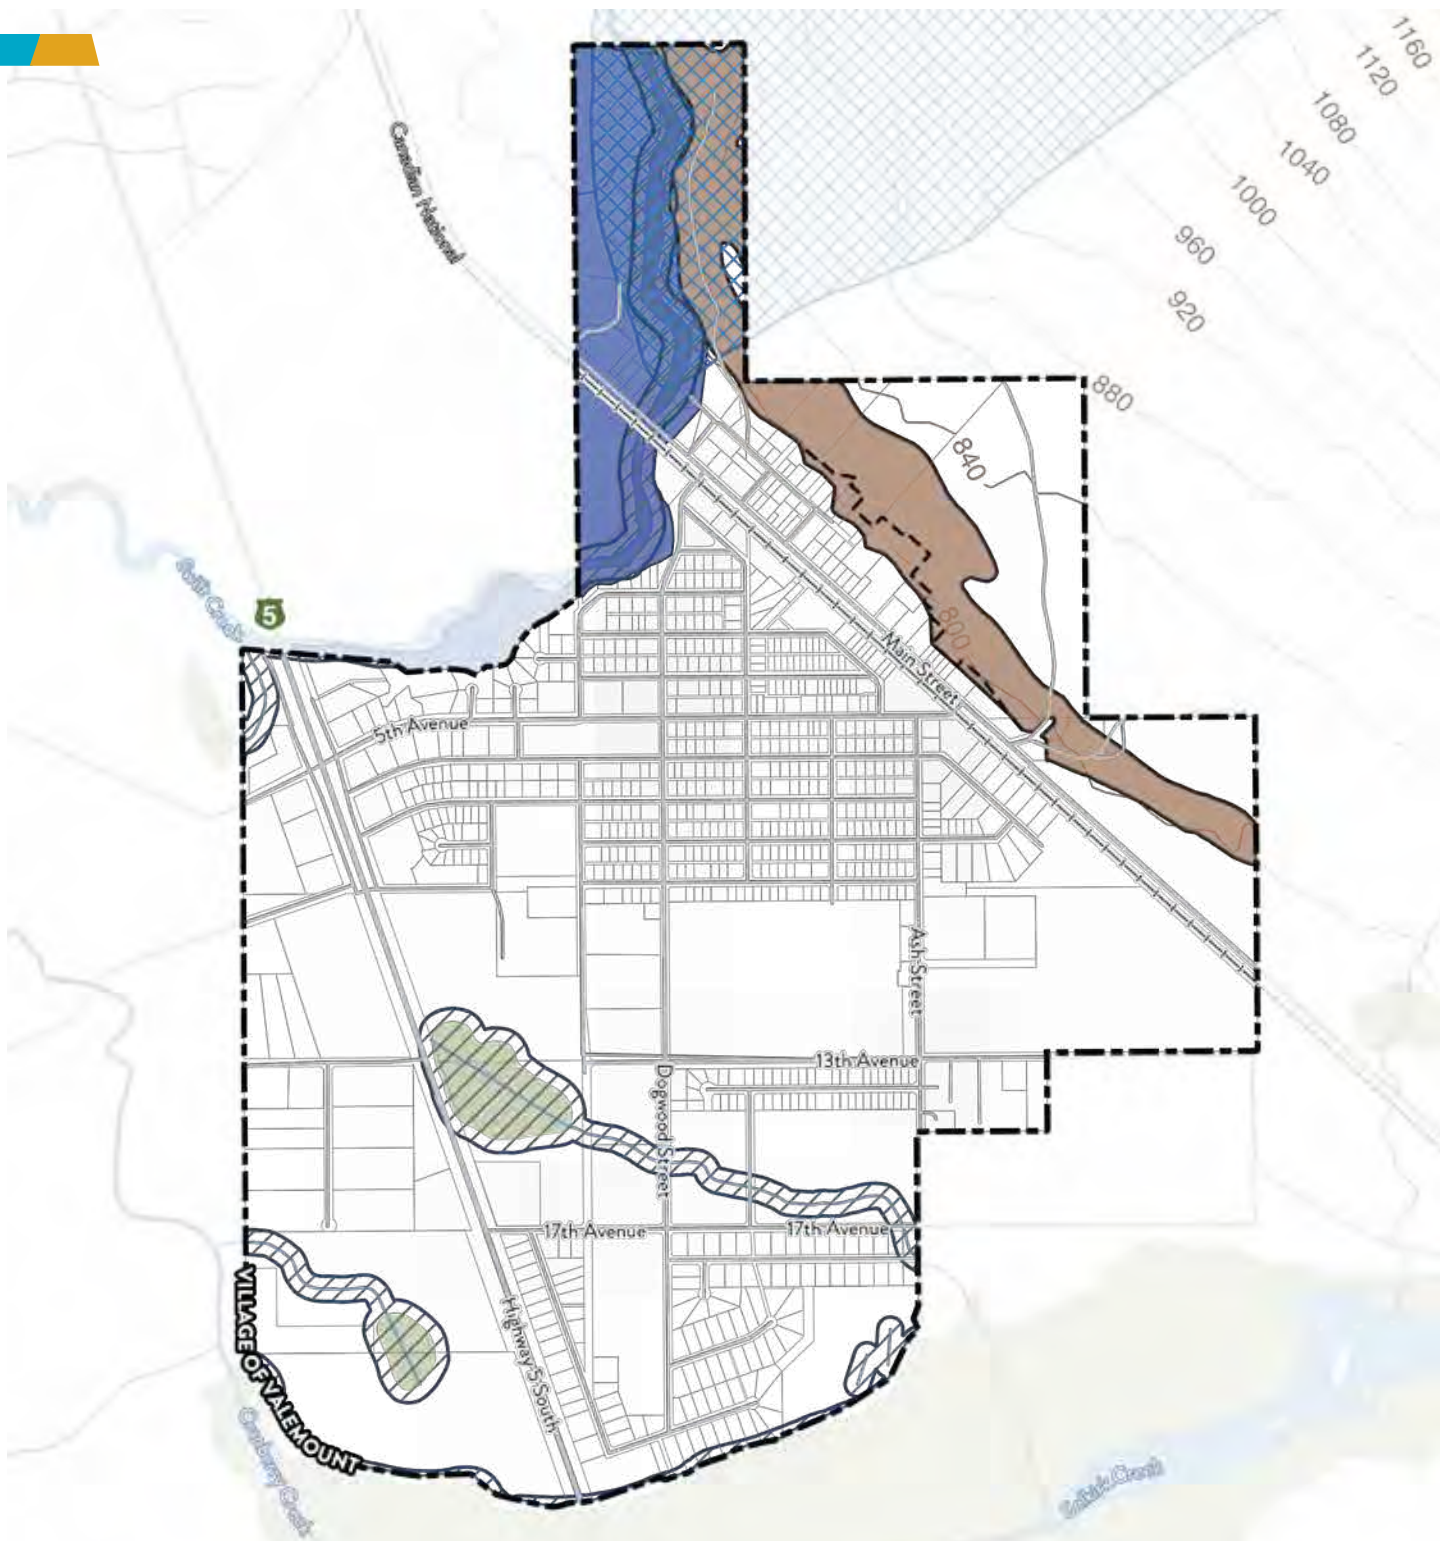 1160
1120
1080
1040
1000
960
920
880
840
800
Canadian National
Swift Creek
5
Main Street
5th Avenue
Ash Street
13th Avenue
Dogwood Street
17th Avenue
17th Avenue
Highway 5 South
VILLAGE OF VALEMOUNT
Cranberry Creek